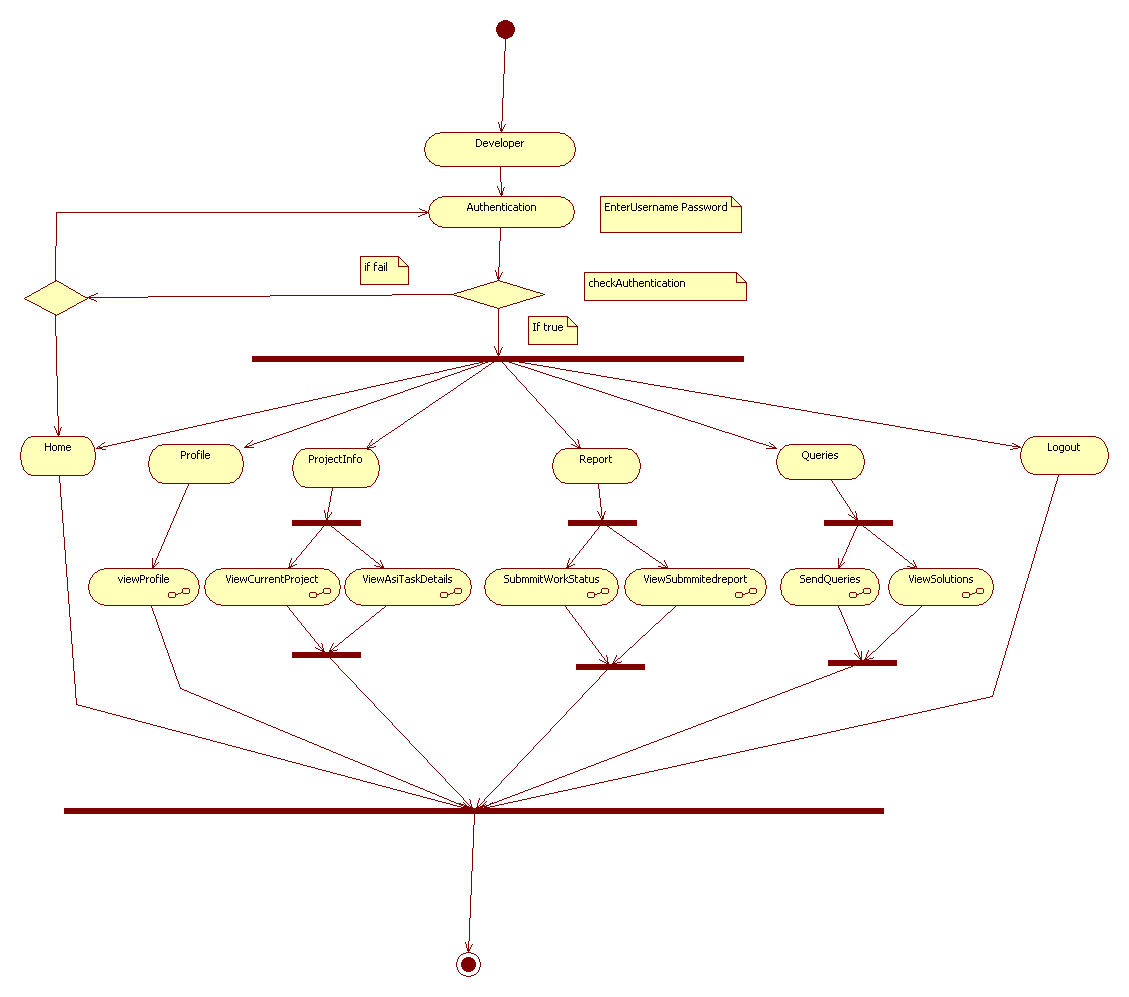 Developer
Authentication
EnterUsername Password
if fail
checkAuthentication
If true
Home
Profile
ProjectInfo
Report
Queries
Logout
viewProfile
ViewCurrentProject
ViewAsiTaskDetails
SubmmitWorkStatus
ViewSubmmitedreport
SendQueries
ViewSolutions